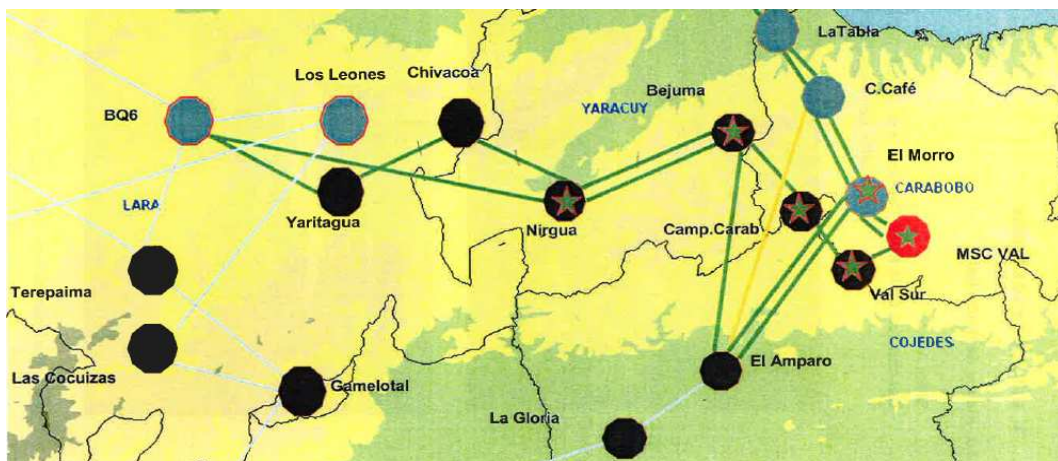 LaTabla
Los Leones
Chivacoa
Bejuma
C.Café
BQ6
YARACUY
El Morro
CARABOBO
LARA
Yaritagua
Nirgua
Camp.Carab
MSC VAL
Terepaima
Val Sur
COJEDES
El Amparo
Las Cocuizas
Gamelotal
La Gloria